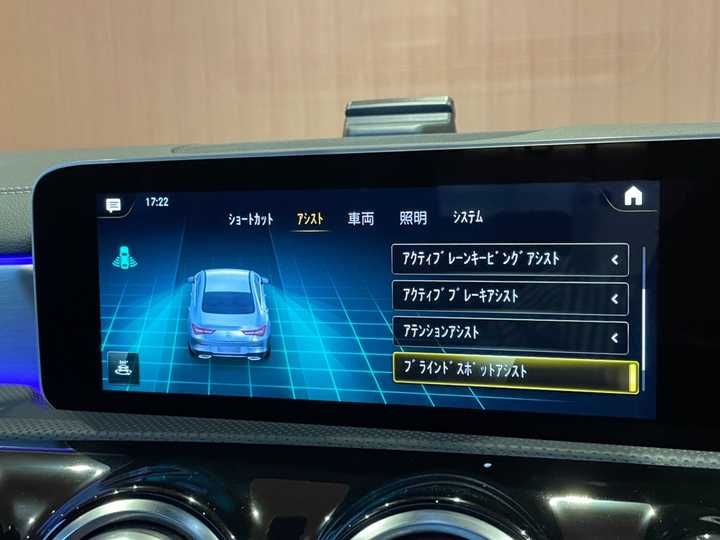 17:22
ｼｮｰﾄｶｯﾄ ｱｼｽﾄ 車両 照明 ｼｽﾃﾑ
ｱｸﾃｨﾌﾞﾚｰﾝｷｰﾋﾟﾝｸﾞｱｼｽﾄ
ｱｸﾃｨﾌﾞﾌﾞﾚｰｷｱｼｽﾄ
ｱﾃﾝｼｮﾝｱｼｽﾄ
ﾌﾞﾗｲﾝﾄﾞｽﾎﾟｯﾄｱｼｽﾄ